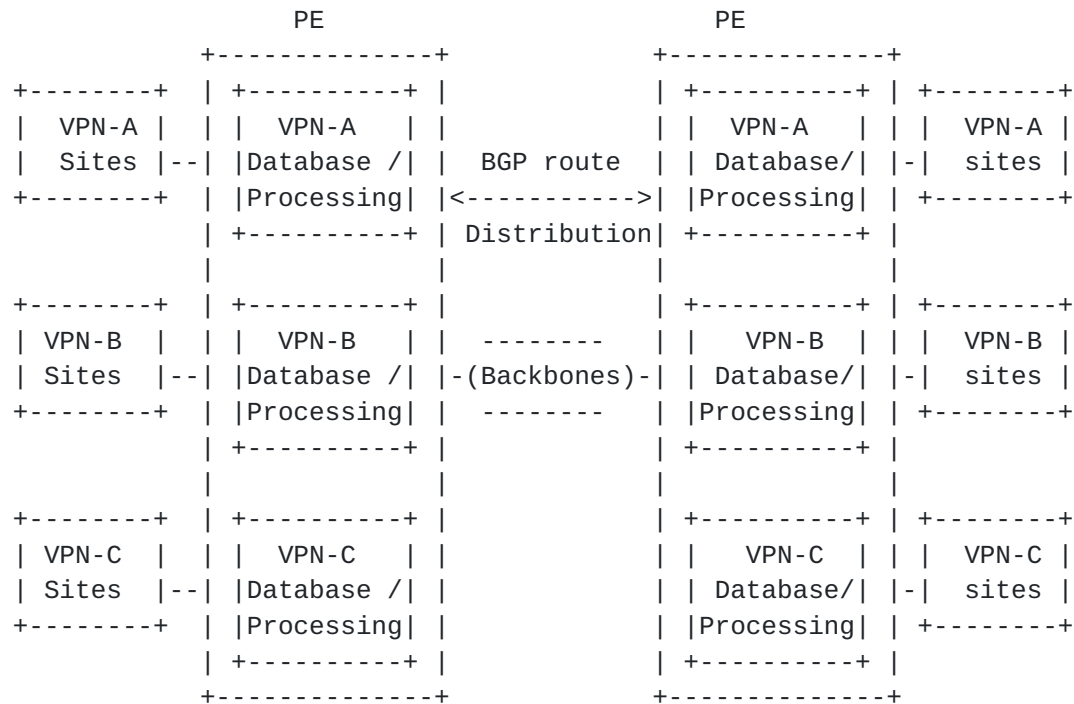 PE PE
VPN-A VPN-A VPN-A VPN-A
Sites Database / BGP route Database/ sites
Processing Processing
Distribution
VPN-B VPN-B VPN-B VPN-B
Sites Database / (Backbones) Database/ sites
Processing Processing
VPN-C VPN-C VPN-C VPN-C
Sites Database / Database/ sites
Processing Processing